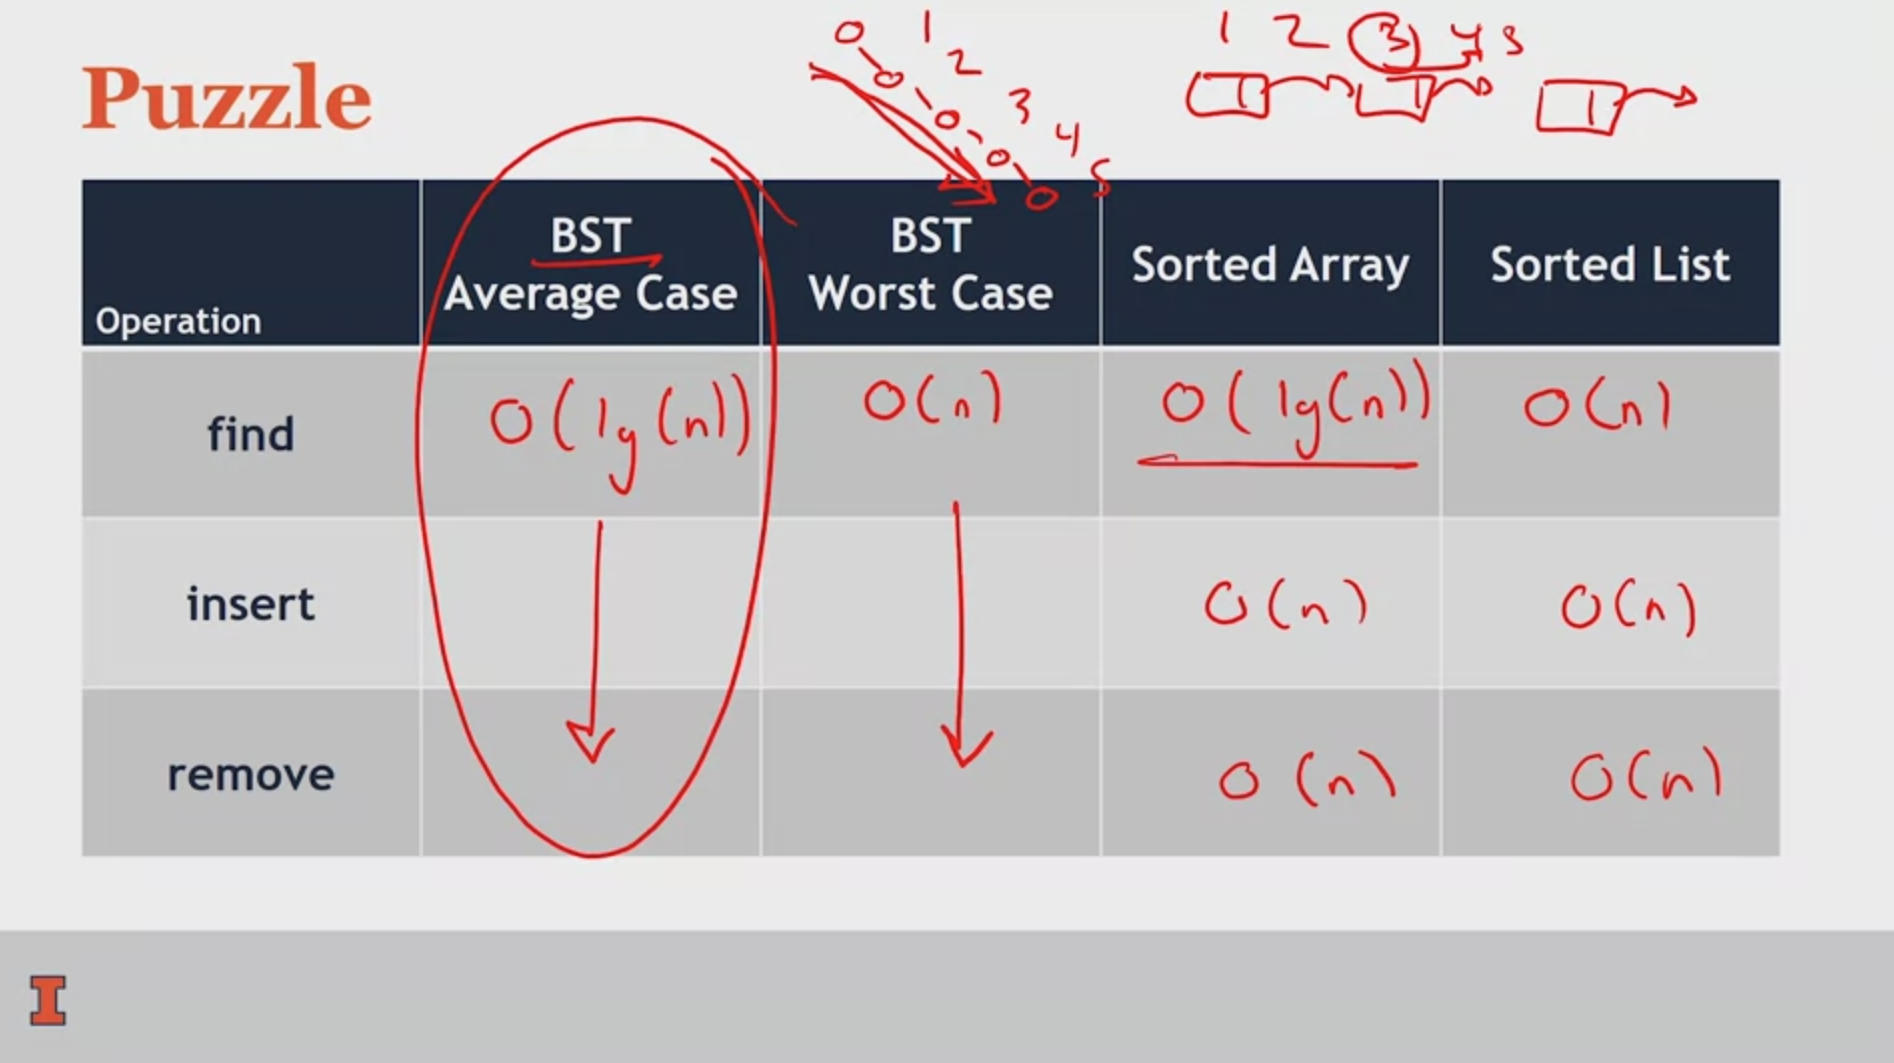 1 2 3 4 5
1
2
3
4
5
Puzzle
Operation
BST
Average Case
BST
Worst Case
Sorted Array
Sorted List
find
O(lg(n))
O(n)
O(lg(n))
O(n)
insert
O(n)
O(n)
remove
O(n)
O(n)
I